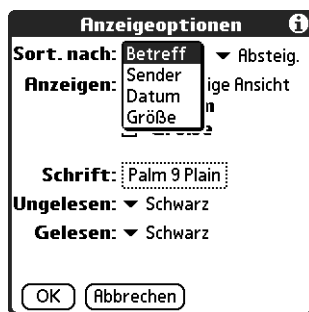 Anzeigeoptionen
Sort. nach: Betreff Absteig.
Sender
Anzeigen: ige Ansicht
Datum
Größe
Schrift: Palm 9 Plain
Ungelesen: Schwarz
Gelesen: Schwarz
OK Abbrechen